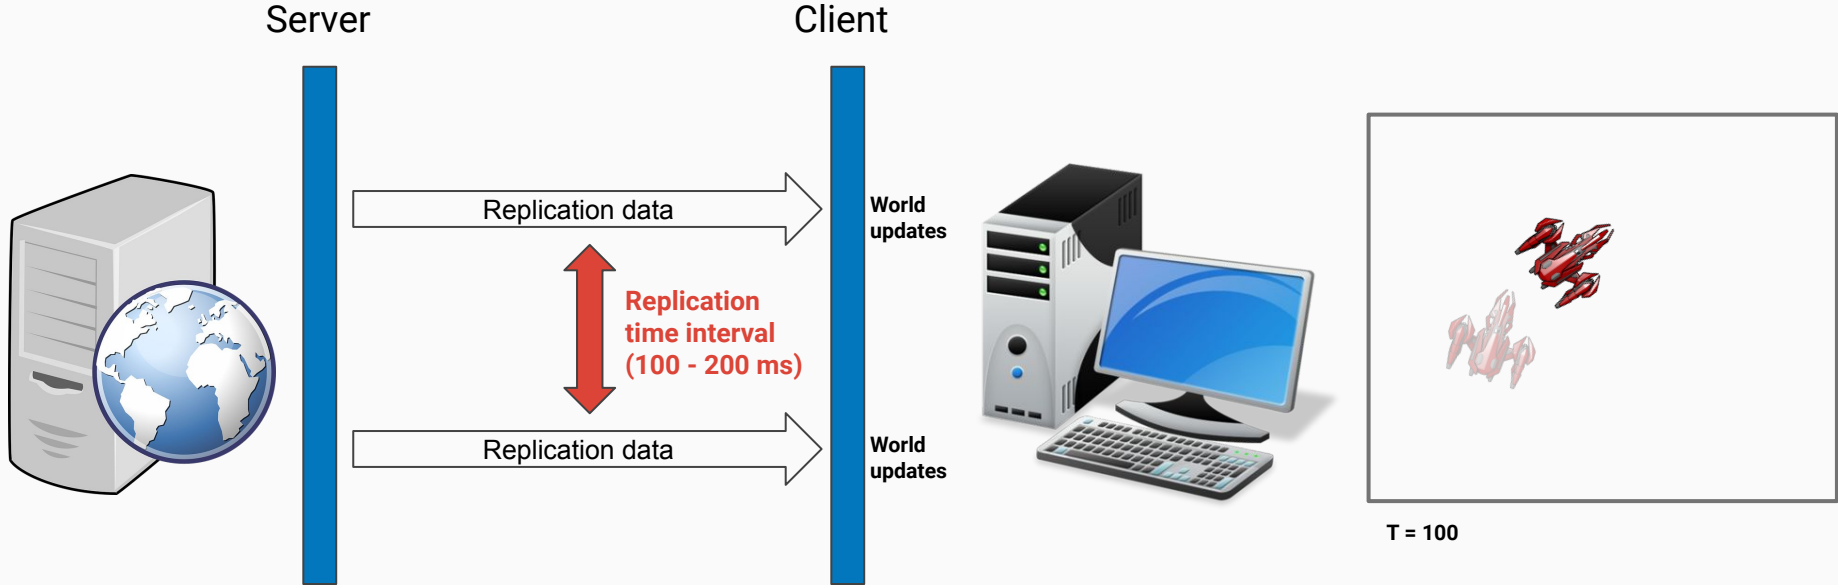 Server
Client
Replication data
World
updates
Replication
time interval
(100 - 200 ms)
Replication data
World
updates
T = 100